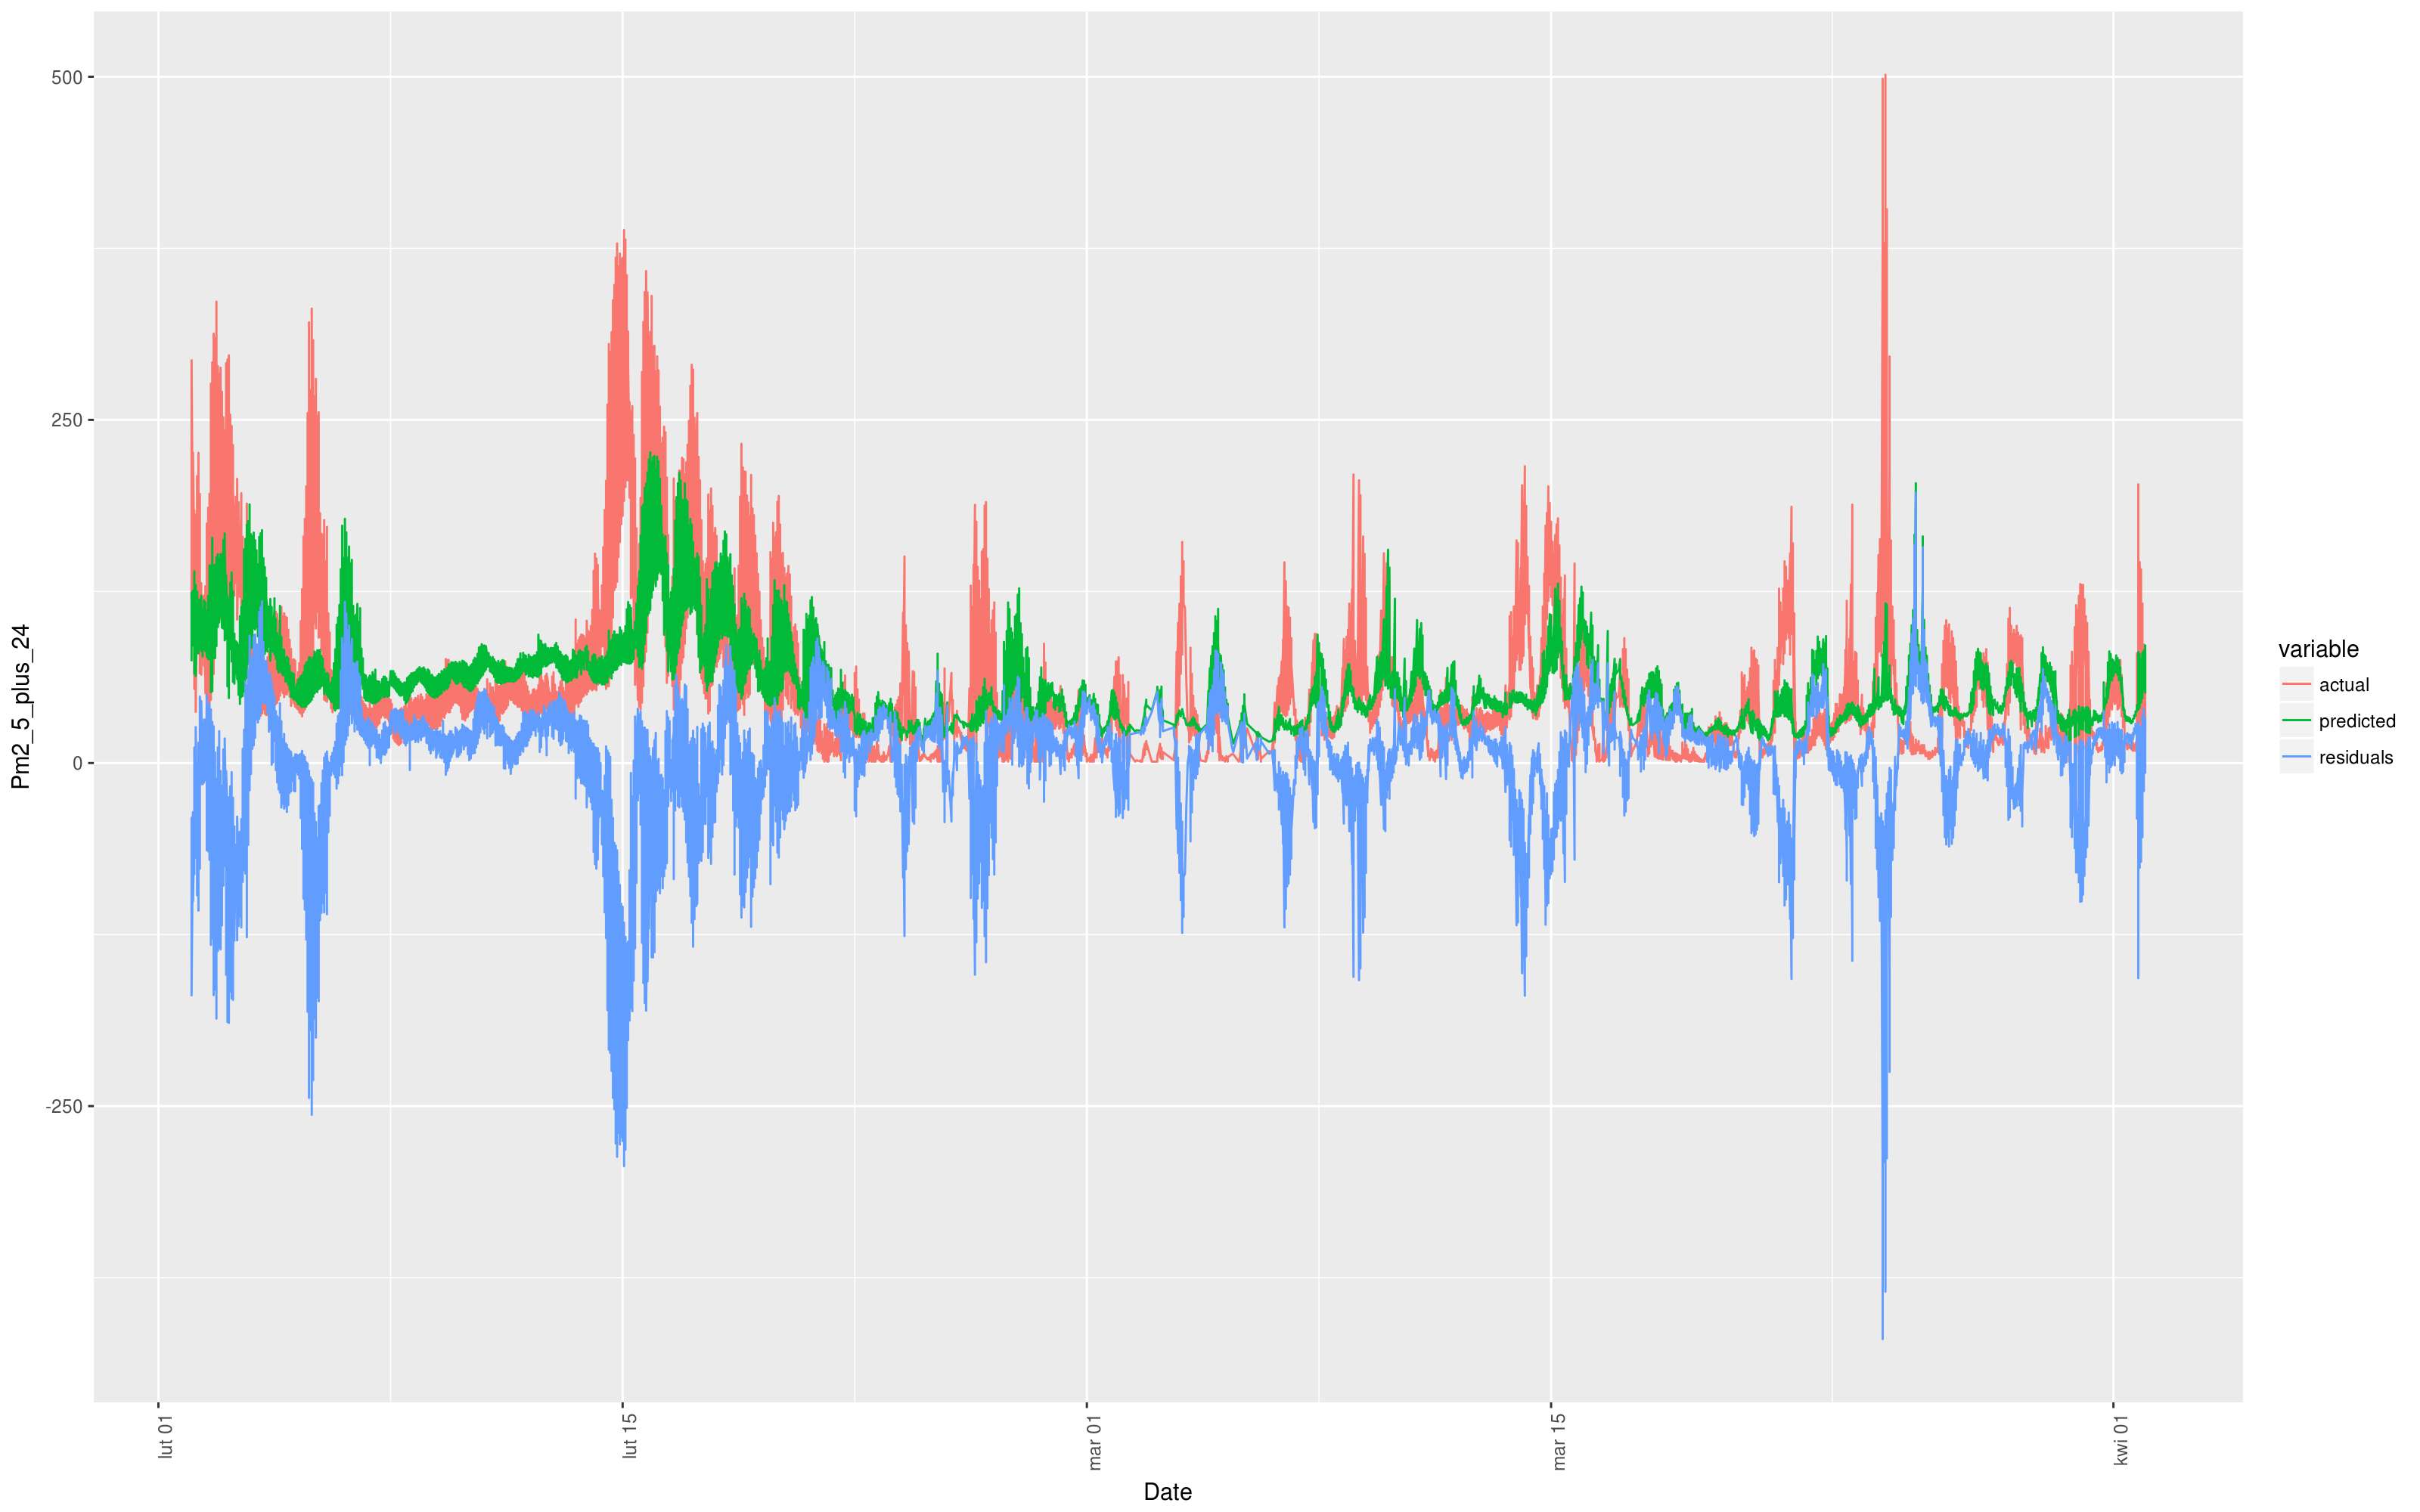 Pm2_5_plus_24
500
250
0
-250
lut 01
lut 15
mar 01
mar 15
kwi 01
Date
variable
actual
predicted
residuals